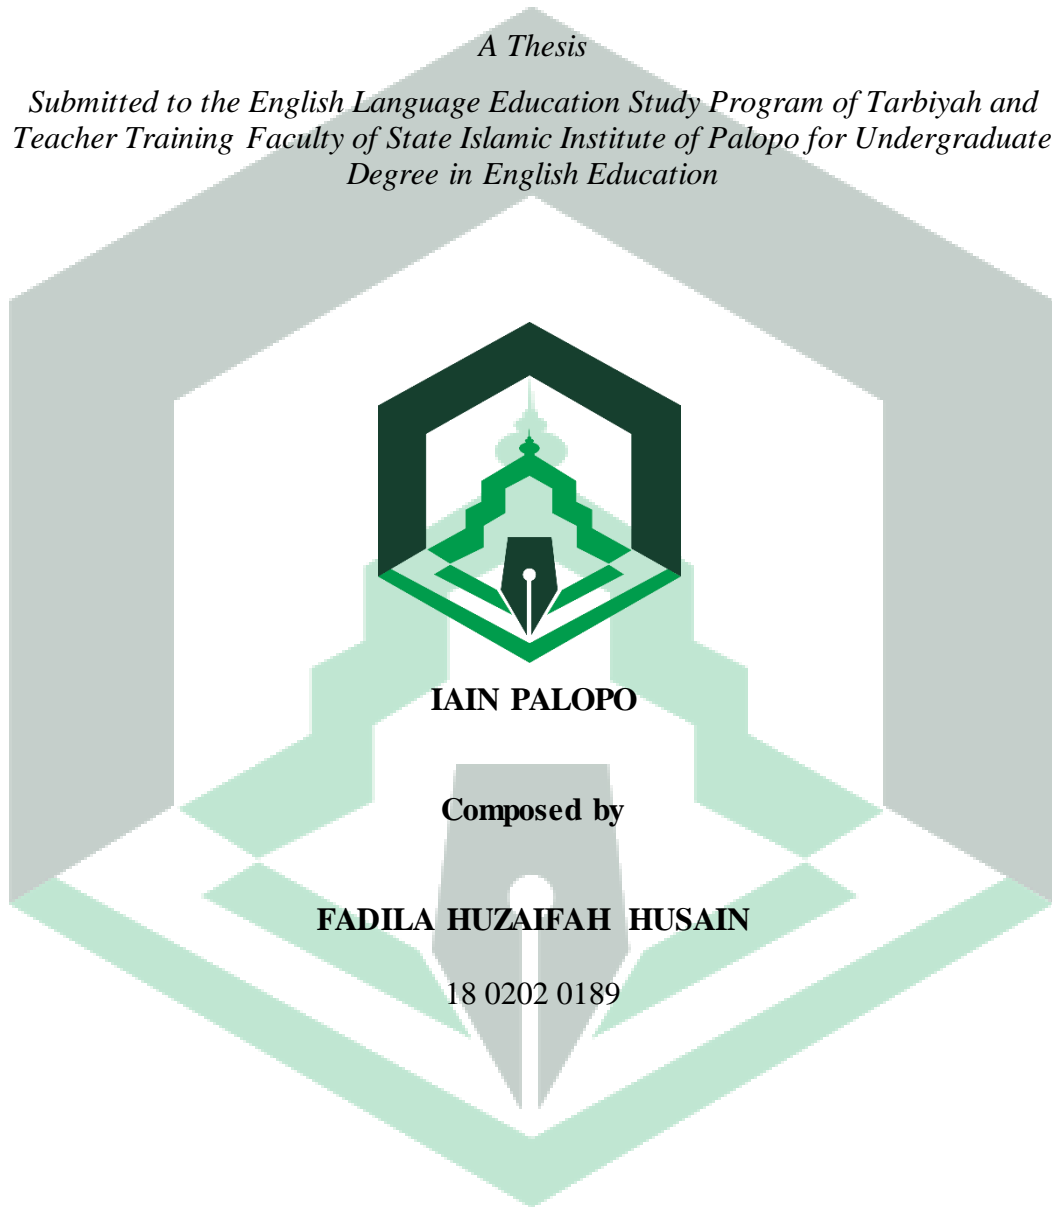 A Thesis
Submitted to the English Language Education Study Program of Tarbiyah and
Teacher Training Faculty of State Islamic Institute of Palopo for Undergraduate
Degree in English Education
IAIN PALOPO
Composed by
FADILA HUZAIFAH HUSAIN
18 0202 0189